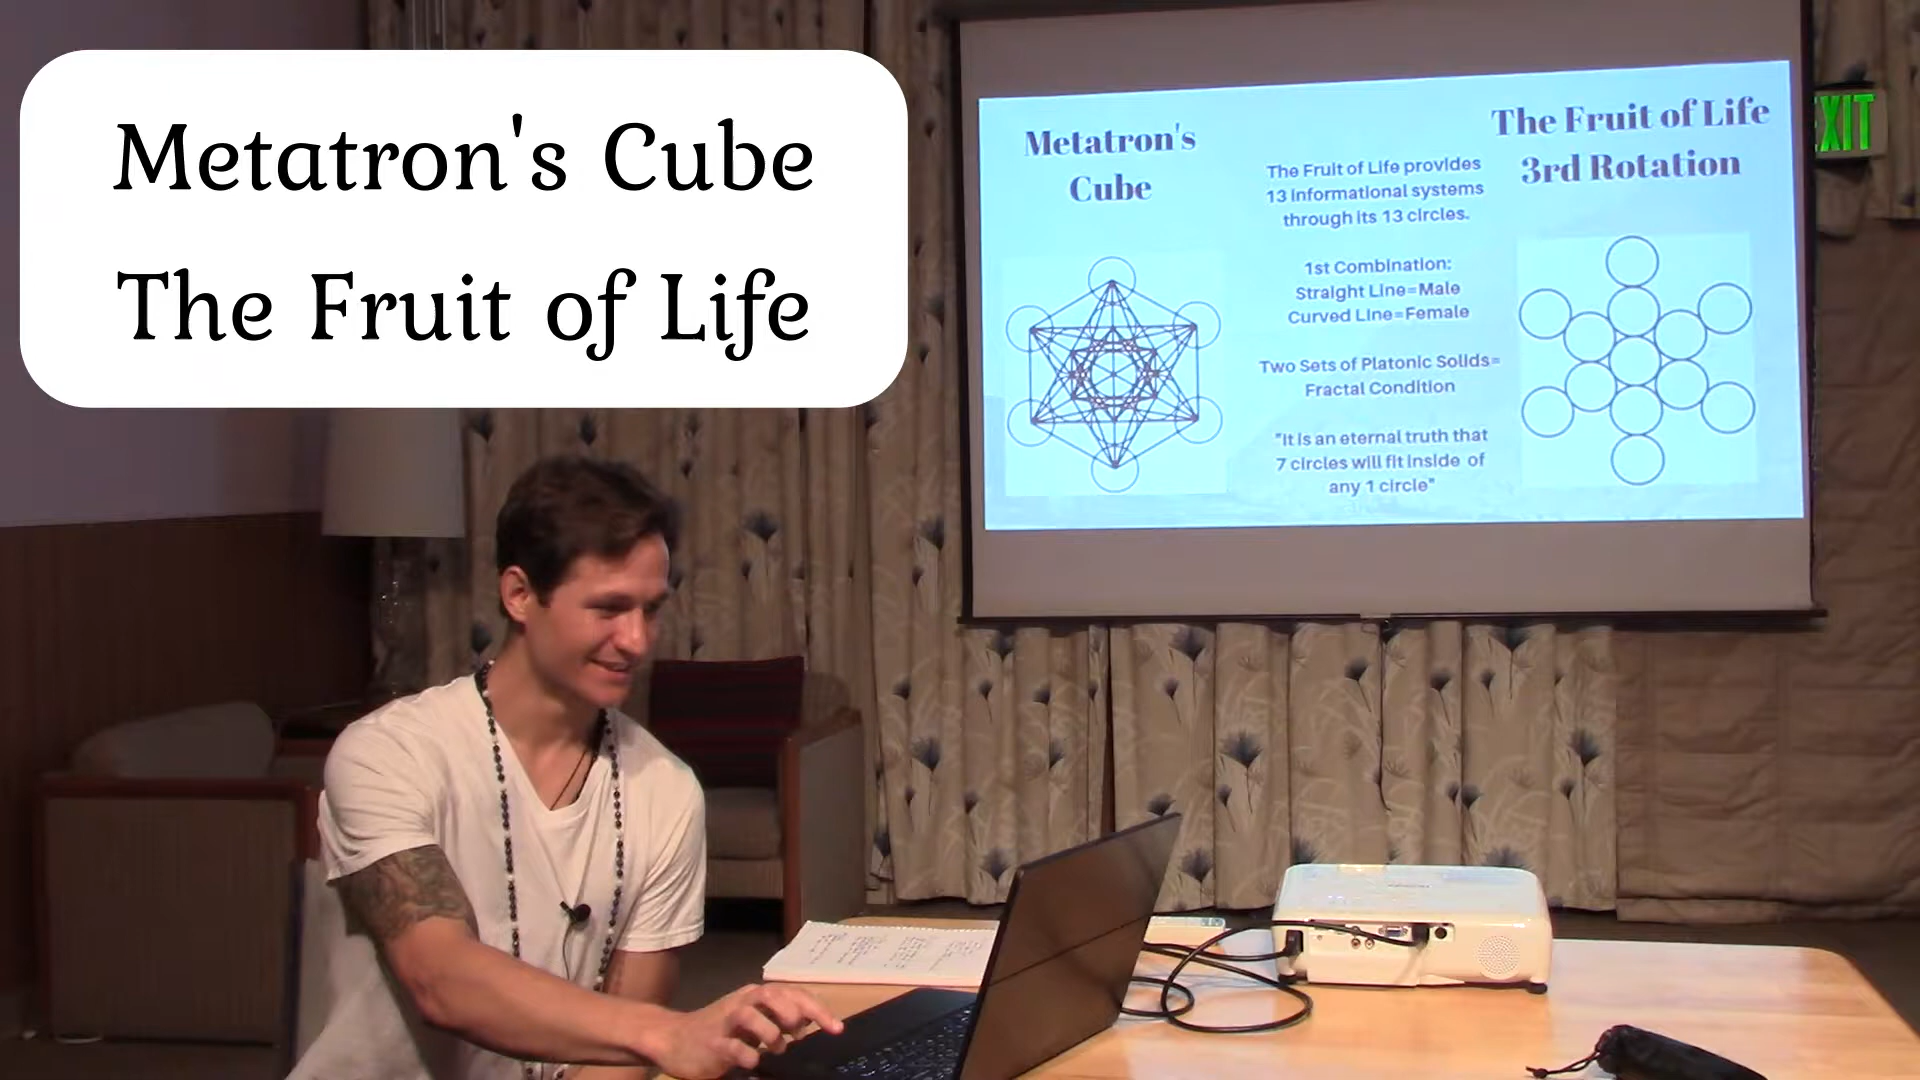 Metatron's Cube
The Fruit of Life
Metatron's
Cube
The Fruit of Life provides
13 informational systems
through its 13 circles.
1st Combination:
Straight Line=Male
Curved Line=Female
Two Sets of Platonic Solids=
Fractal Condition
"It is an eternal truth that
7 circles will fit inside of
any 1 circle"
The Fruit of Life
3rd Rotation
EXIT